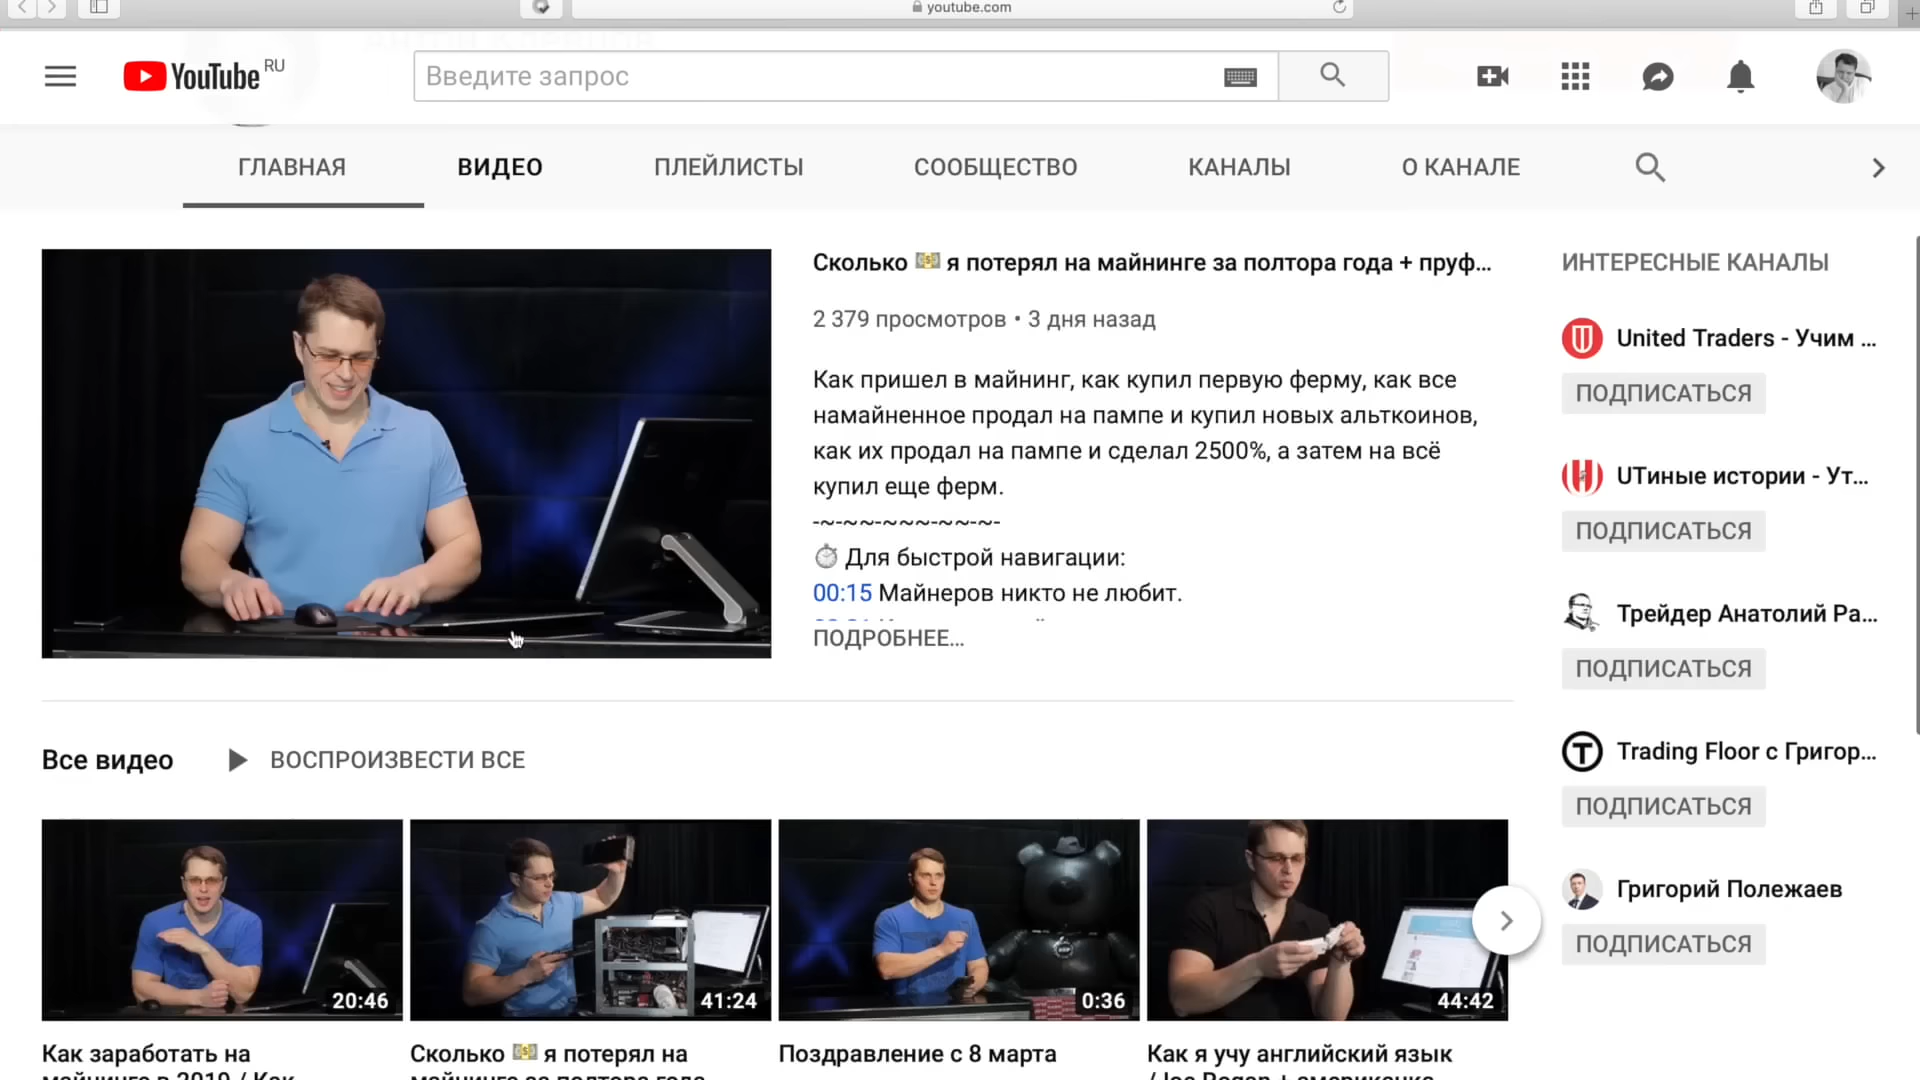 youtube.com
YouTube RU
Введите запрос
ГЛАВНАЯ
ВИДЕО
ПЛЕЙЛИСТЫ
СООБЩЕСТВО
КАНАЛЫ
О КАНАЛЕ
Сколько 💵 я потерял на майнинге за полтора года + пруф...
2 379 просмотров • 3 дня назад
Как пришел в майнинг, как купил первую ферму, как все
намайненное продал на пампе и купил новых альткоинов,
как их продал на пампе и сделал 2500%, а затем на всё
купил еще ферм.
-~-~~-~~~-~~-~-
⏱ Для быстрой навигации:
00:15 Майнеров никто не любит.
ПОДРОБНЕЕ...
ИНТЕРЕСНЫЕ КАНАЛЫ
United Traders - Учим ...
ПОДПИСАТЬСЯ
UTиные истории - Ут...
ПОДПИСАТЬСЯ
Трейдер Анатолий Ра...
ПОДПИСАТЬСЯ
Trading Floor с Григор...
ПОДПИСАТЬСЯ
Григорий Полежаев
ПОДПИСАТЬСЯ
Все видео
ВОСПРОИЗВЕСТИ ВСЕ
20:46
41:24
0:36
44:42
Как заработать на
майнинге в 2019 / Как
Сколько 💵 я потерял на
майнинге за полтора года
Поздравление с 8 марта
Как я учу английский язык
/ Joe Rogan + американка